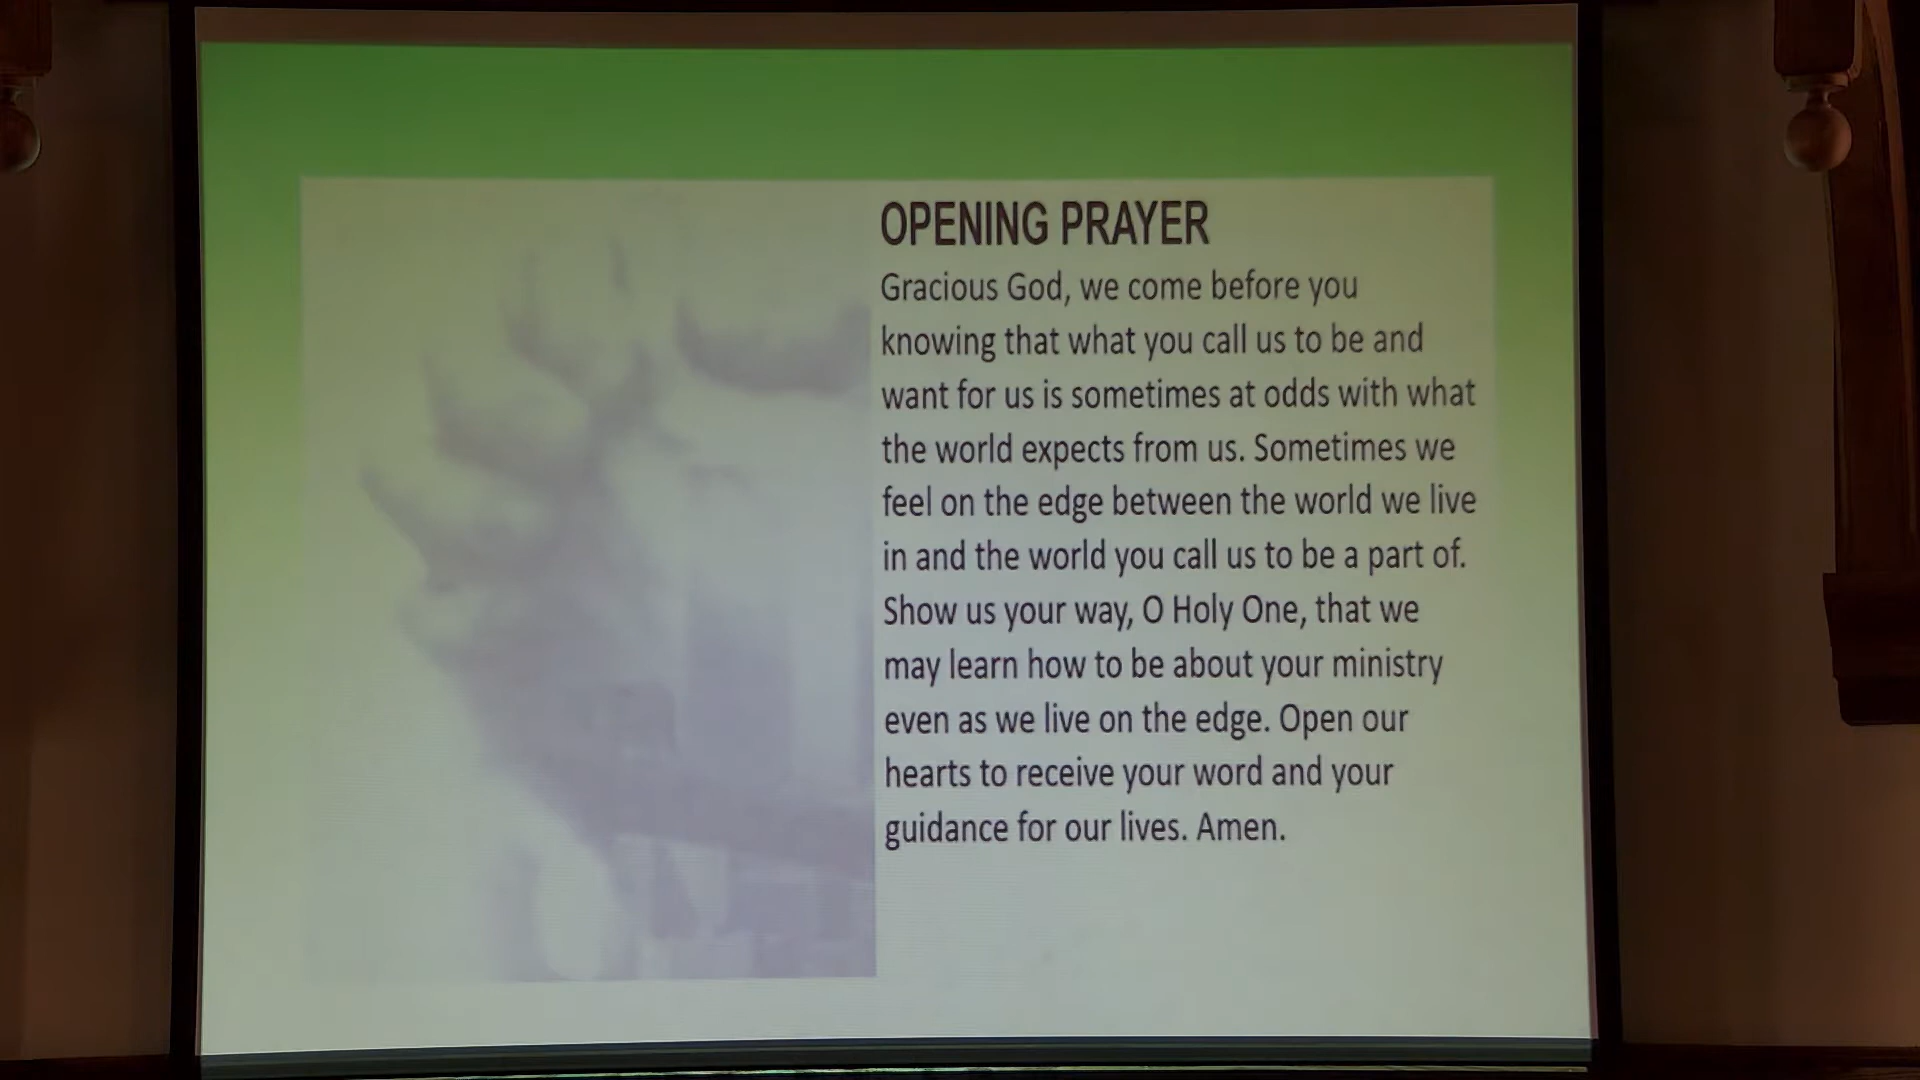 OPENING PRAYER
Gracious God, we come before you
knowing that what you call us to be and
want for us is sometimes at odds with what
the world expects from us. Sometimes we
feel on the edge between the world we live
in and the world you call us to be a part of.
Show us your way, O Holy One, that we
may learn how to be about your ministry
even as we live on the edge. Open our
hearts to receive your word and your
guidance for our lives. Amen.